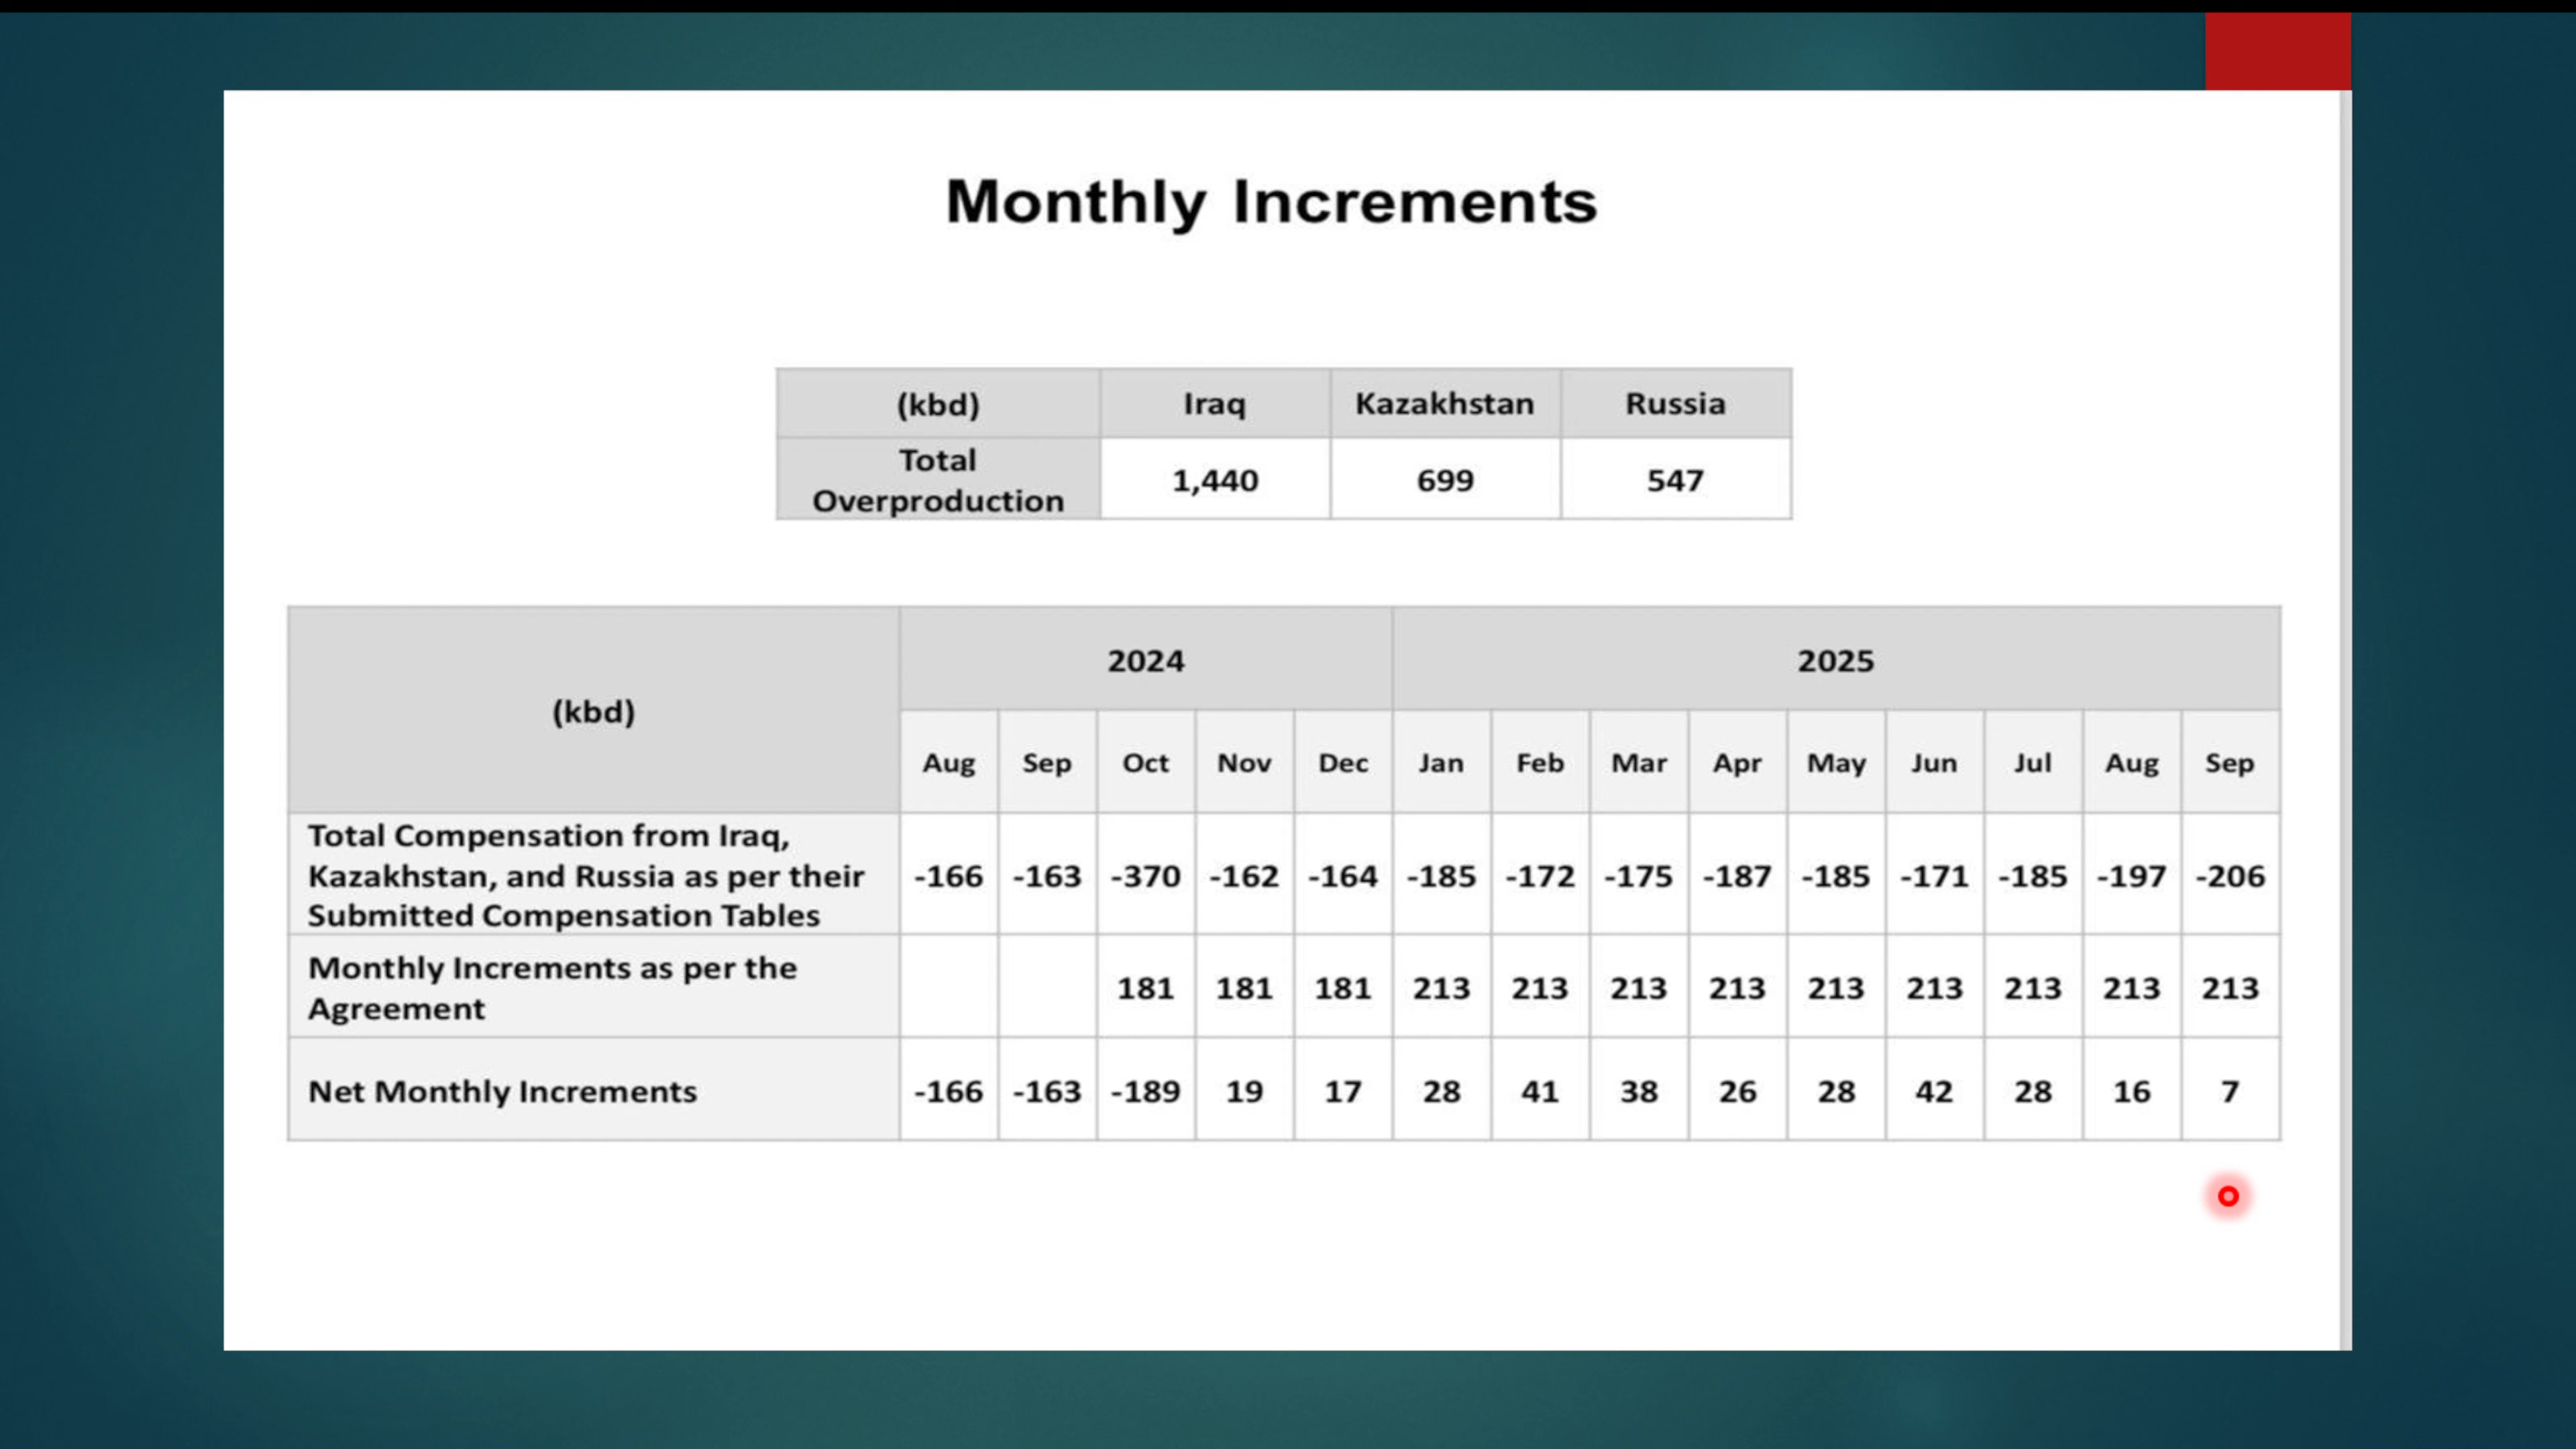 Monthly Increments
(kbd) Iraq Kazakhstan Russia
Total
Overproduction
1,440 699 547
(kbd) 2024 2025
Aug Sep Oct Nov Dec Jan Feb Mar Apr May Jun Jul Aug Sep
Total Compensation from Iraq,
Kazakhstan, and Russia as per their
Submitted Compensation Tables
-166 -163 -370 -162 -164 -185 -172 -175 -187 -185 -171 -185 -197 -206
Monthly Increments as per the
Agreement
181 181 181 213 213 213 213 213 213 213 213 213
Net Monthly Increments -166 -163 -189 19 17 28 41 38 26 28 42 28 16 7